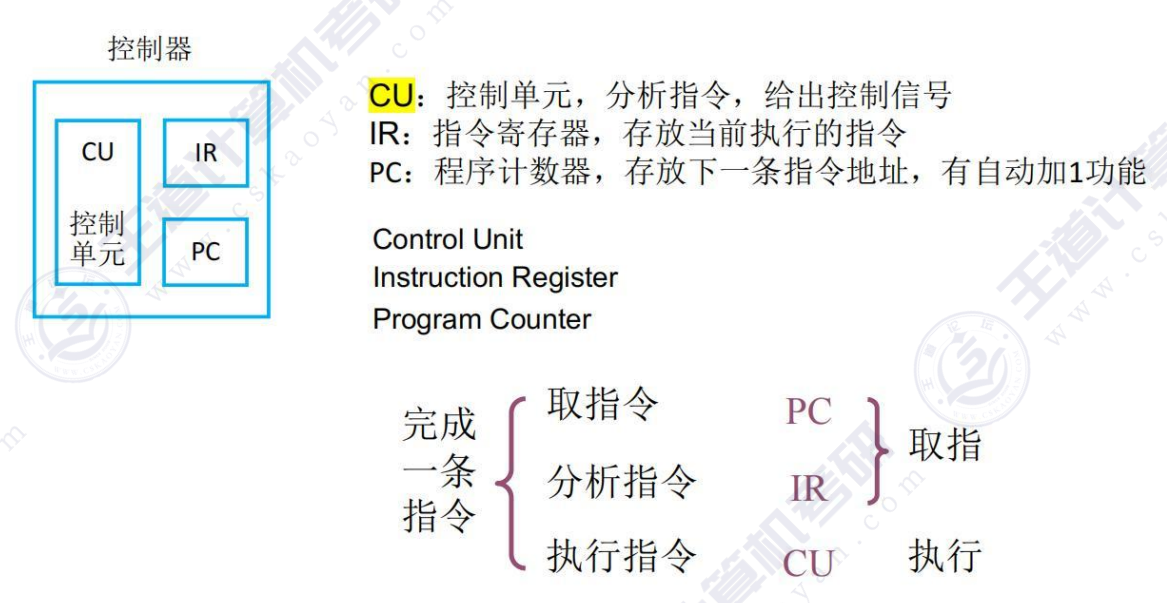 控制器
CU
控制
单元
IR
PC
CU：控制单元，分析指令，给出控制信号
IR：指令寄存器，存放当前执行的指令
PC：程序计数器，存放下一条指令地址，有自动加1功能
Control Unit
Instruction Register
Program Counter
完成
一条
指令
取指令 PC
分析指令 IR
取指
执行指令 CU 执行